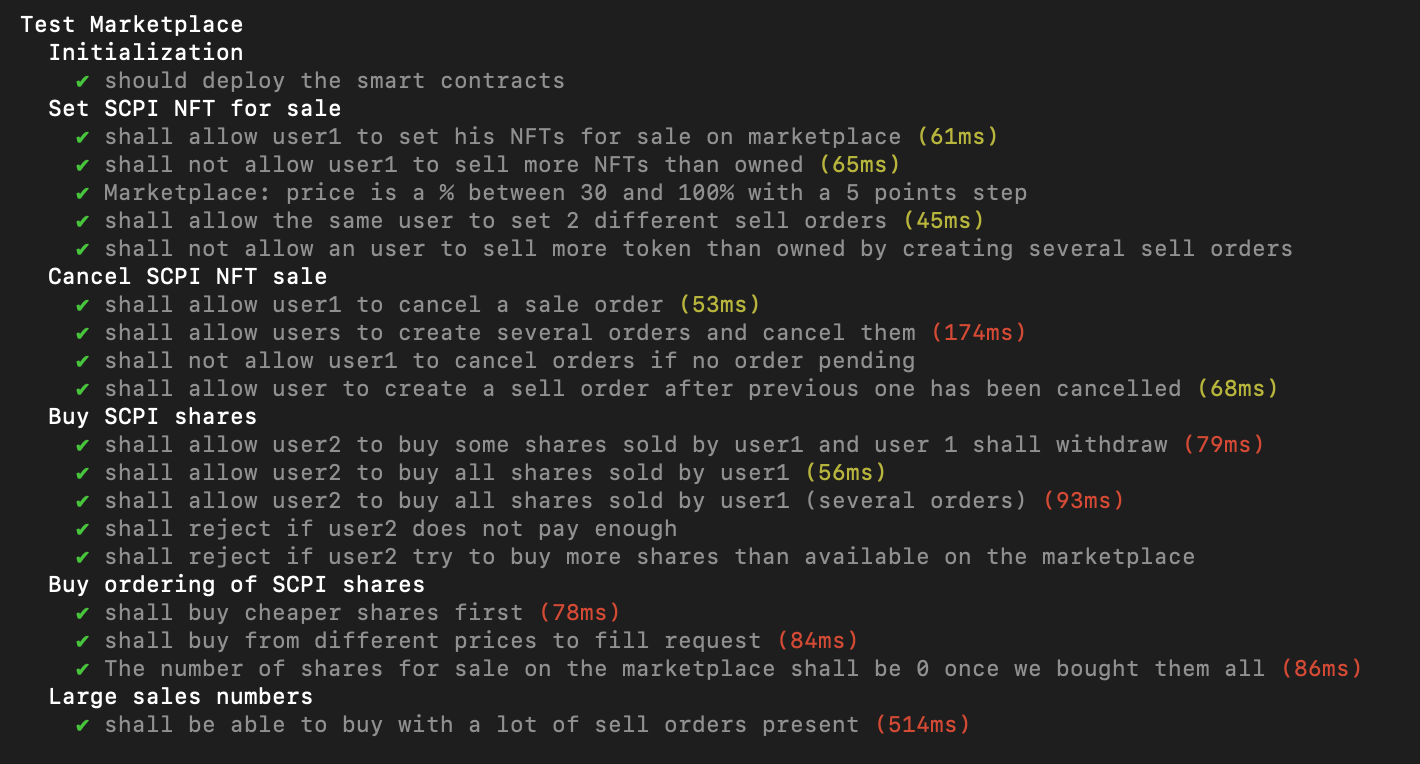 Test Marketplace
Initialization
✔ should deploy the smart contracts
Set SCPI NFT for sale
✔ shall allow user1 to set his NFTs for sale on marketplace (61ms)
✔ shall not allow user1 to sell more NFTs than owned (65ms)
✔ Marketplace: price is a % between 30 and 100% with a 5 points step
✔ shall allow the same user to set 2 different sell orders (45ms)
✔ shall not allow an user to sell more token than owned by creating several sell orders
Cancel SCPI NFT sale
✔ shall allow user1 to cancel a sale order (53ms)
✔ shall allow users to create several orders and cancel them (174ms)
✔ shall not allow user1 to cancel orders if no order pending
✔ shall allow user to create a sell order after previous one has been cancelled (68ms)
Buy SCPI shares
✔ shall allow user2 to buy some shares sold by user1 and user 1 shall withdraw (79ms)
✔ shall allow user2 to buy all shares sold by user1 (56ms)
✔ shall allow user2 to buy all shares sold by user1 (several orders) (93ms)
✔ shall reject if user2 does not pay enough
✔ shall reject if user2 try to buy more shares than available on the marketplace
Buy ordering of SCPI shares
✔ shall buy cheaper shares first (78ms)
✔ shall buy from different prices to fill request (84ms)
✔ The number of shares for sale on the marketplace shall be 0 once we bought them all (86ms)
Large sales numbers
✔ shall be able to buy with a lot of sell orders present (514ms)